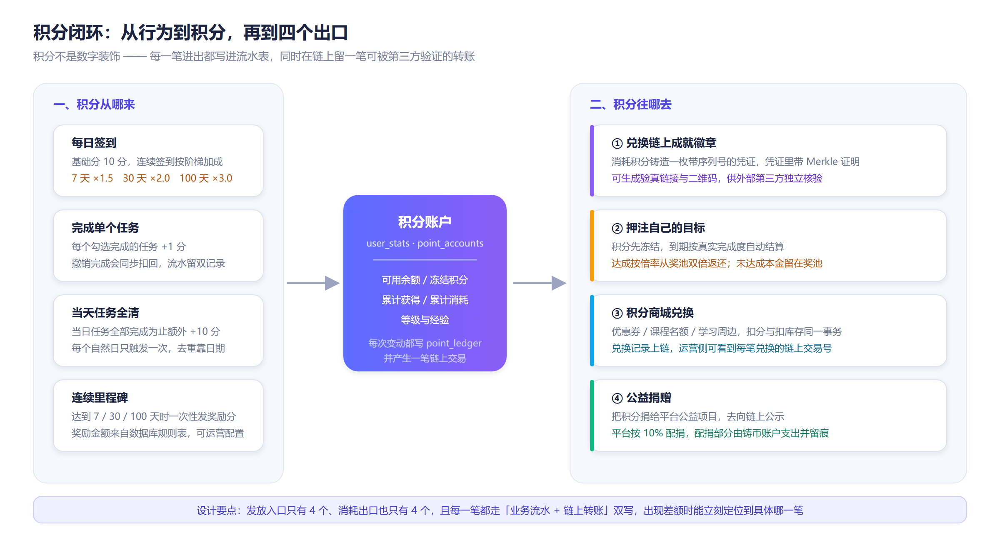 积分闭环：从行为到积分，再到四个出口
积分不是数字装饰 —— 每一笔进出都写进流水表，同时在链上留一笔可被第三方验证的转账
一、积分从哪来
每日签到
基础分 10 分，连续签到按阶梯加成
7 天 ×1.5 30 天 ×2.0 100 天 ×3.0
完成单个任务
每个勾选完成的任务 +1 分
撤销完成会同步扣回，流水留双记录
当天任务全清
当日任务全部完成为止额外 +10 分
每个自然日只触发一次，去重靠日期
连续里程碑
达到 7 / 30 / 100 天时一次性发奖励分
奖励金额来自数据库规则表，可运营配置
积分账户
user_stats · point_accounts
可用余额 / 冻结积分
累计获得 / 累计消耗
等级与经验
每次变动都写 point_ledger
并产生一笔链上交易
二、积分往哪去
① 兑换链上成就徽章
消耗积分铸造一枚带序列号的凭证，凭证里带 Merkle 证明
可生成验真链接与二维码，供外部第三方独立核验
② 押注自己的目标
积分先冻结，到期按真实完成度自动结算
达成按倍率从奖池双倍返还；未达成本金留在奖池
③ 积分商城兑换
优惠券 / 课程名额 / 学习周边，扣分与扣库存同一事务
兑换记录上链，运营侧可看到每笔兑换的链上交易号
④ 公益捐赠
把积分捐给平台公益项目，去向链上公示
平台按 10% 配捐，配捐部分由铸币账户支出并留痕
设计要点：发放入口只有 4 个、消耗出口也只有 4 个，且每一笔都走「业务流水 + 链上转账」双写，出现差额时能立刻定位到具体哪一笔